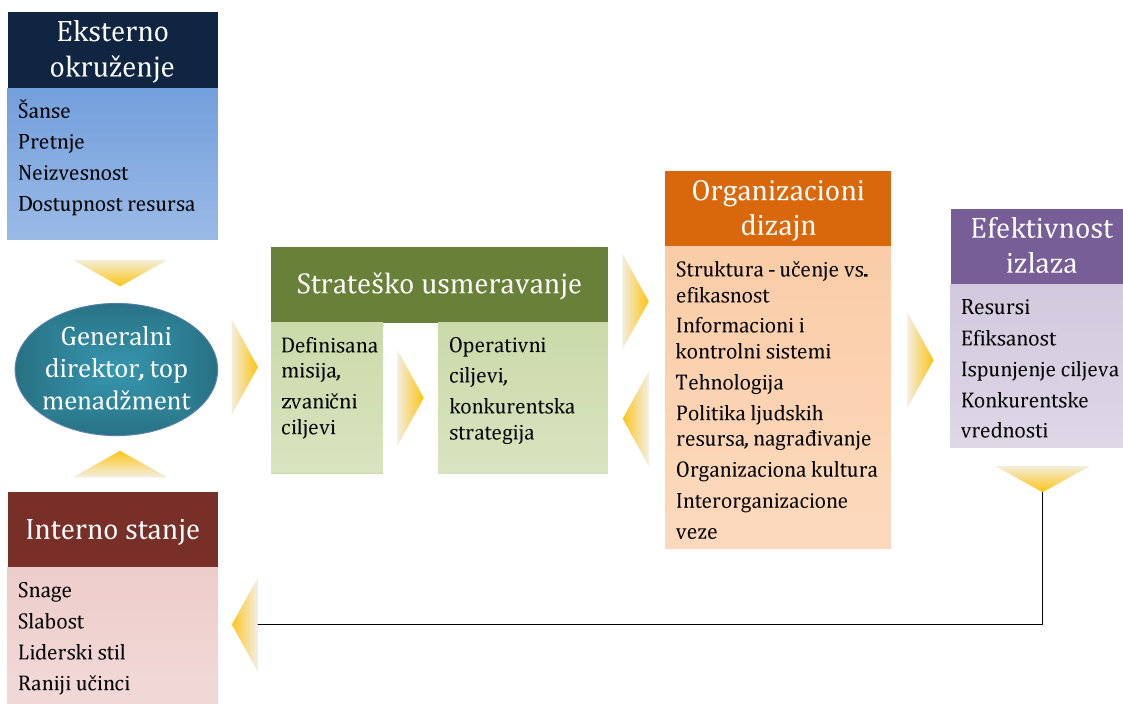 Eksterno
okruženje
Šanse
Pretnje
Neizvesnost
Dostupnost resursa
Generalni
direktor, top
menadžment
Interno stanje
Snage
Slabost
Liderski stil
Raniji učinci
Strateško usmeravanje
Definisana
misija,
zvanični
ciljevi
Operativni
ciljevi,
konkurentska
strategija
Organizacioni
dizajn
Struktura - učenje vs.
efikasnost
Informacioni i
kontrolni sistemi
Tehnologija
Politika ljudskih
resursa, nagrađivanje
Organizaciona kultura
Interorganizacione
veze
Efektivnost
izlaza
Resursi
Efiksanost
Ispunjenje ciljeva
Konkurentske
vrednosti